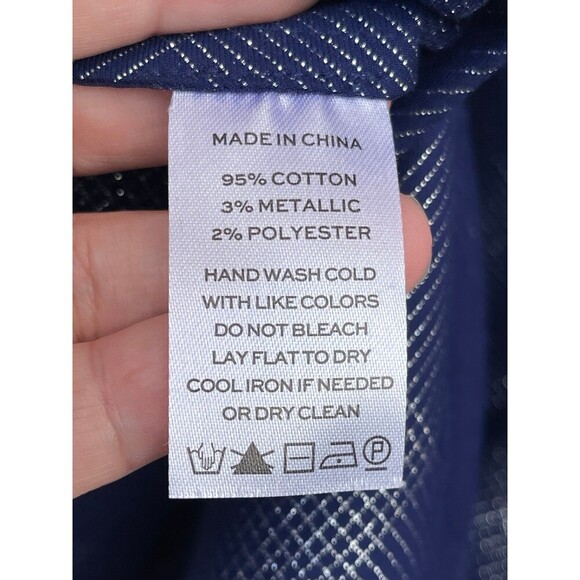 MADE IN CHINA
95% COTTON
3% METALLIC
2% POLYESTER
HAND WASH COLD
WITH LIKE COLORS
DO NOT BLEACH
LAY FLAT TO DRY
COOL IRON IF NEEDED
OR DRY CLEAN
P